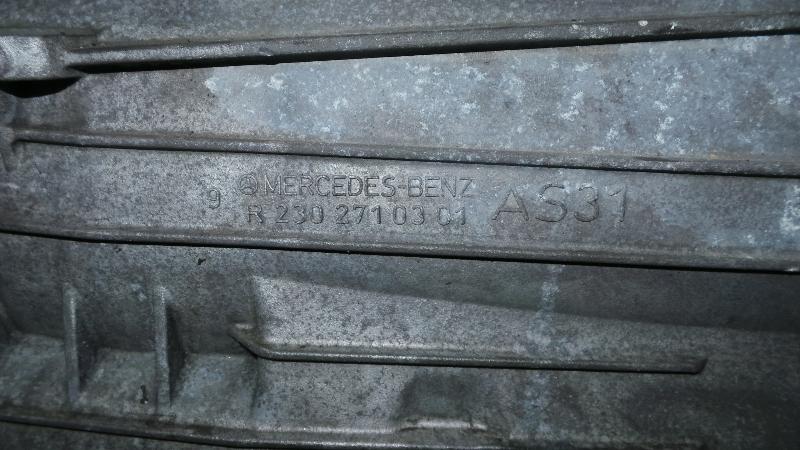 9 MERCEDES-BENZ AS31
R 230 271 03 01